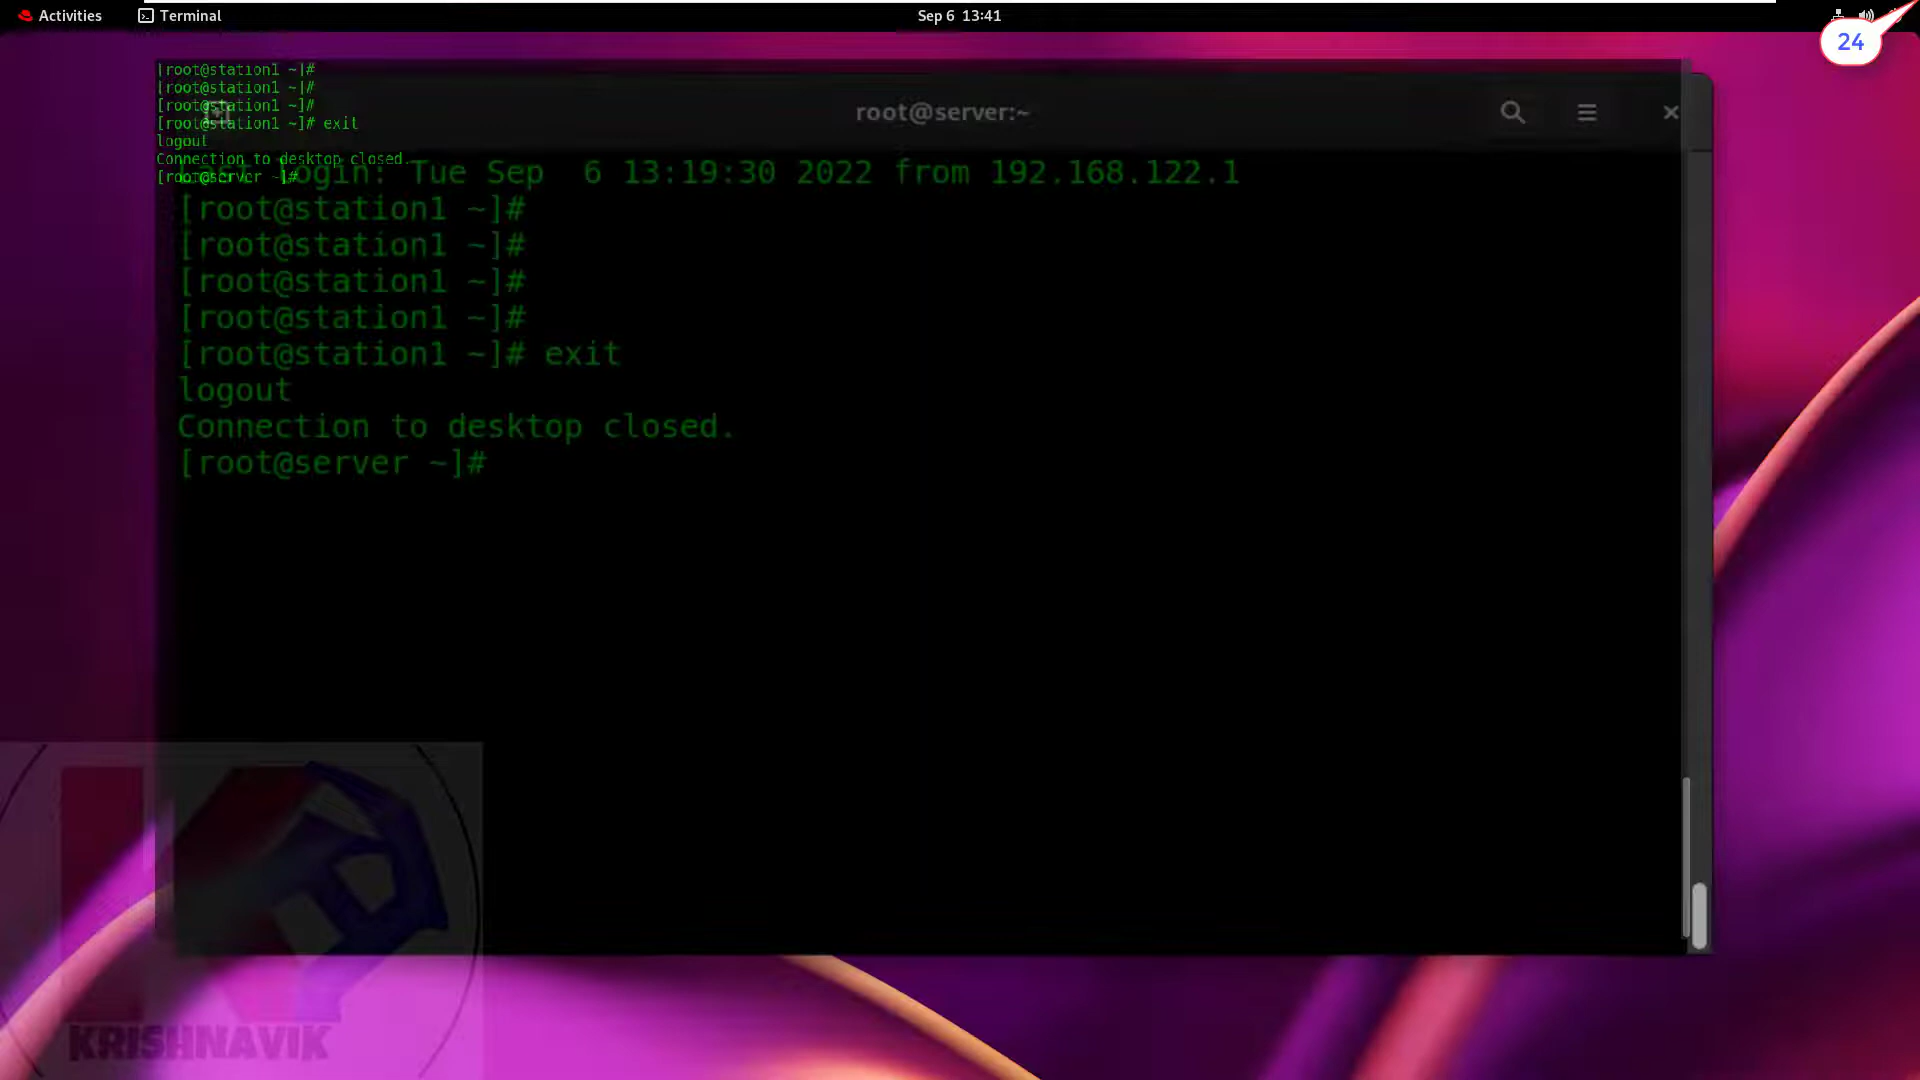 Activities
Terminal
Sep 6 13:41
24
[root@station1 ~]#
[root@station1 ~]#
[root@station1 ~]#
[root@station1 ~]# exit
logout
Connection to desktop closed.
[root@server ~]#
root@server:~
Last login: Tue Sep  6 13:19:30 2022 from 192.168.122.1
[root@station1 ~]#
[root@station1 ~]#
[root@station1 ~]#
[root@station1 ~]#
[root@station1 ~]# exit
logout
Connection to desktop closed.
[root@server ~]#
KRISHNAVIK